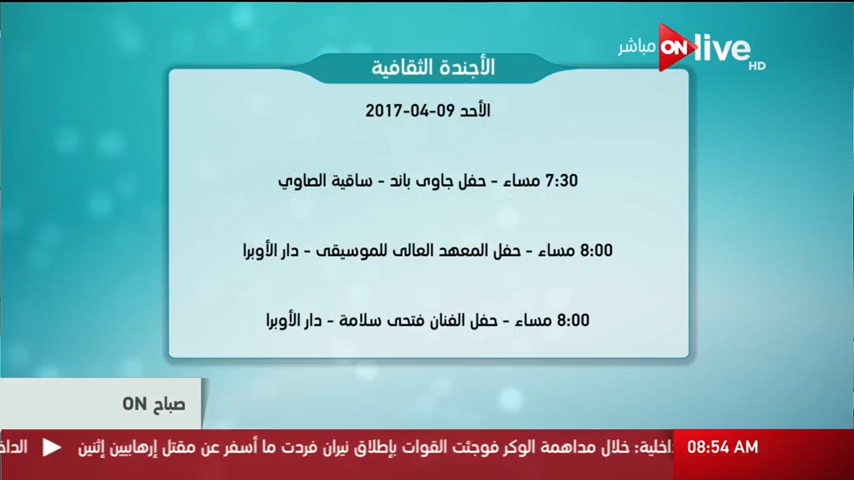 مباشر ON live
HD
الأجندة الثقافية
الأحد 09-04-2017
7:30 مساء - حفل جاوى باند - ساقية الصاوي
8:00 مساء - حفل المعهد العالى للموسيقى - دار الأوبرا
8:00 مساء - حفل الفنان فتحى سلامة - دار الأوبرا
صباح ON
خلال مداهمة الوكر فوجئت القوات بإطلاق نيران فردت ما أسفر عن مقتل إرهابيين إثنين
08:54 AM